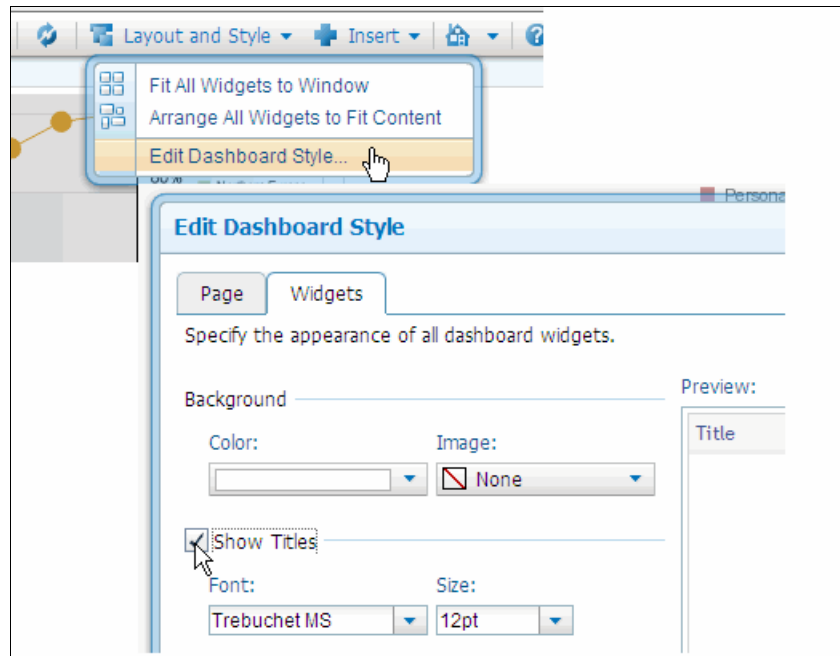 Layout and Style Insert
Fit All Widgets to Window
Arrange All Widgets to Fit Content
Edit Dashboard Style...
Persona
Edit Dashboard Style
Page Widgets
Specify the appearance of all dashboard widgets.
Background
Preview:
Color: Image:
Title
None
Show Titles
Font: Size:
Trebuchet MS 12pt